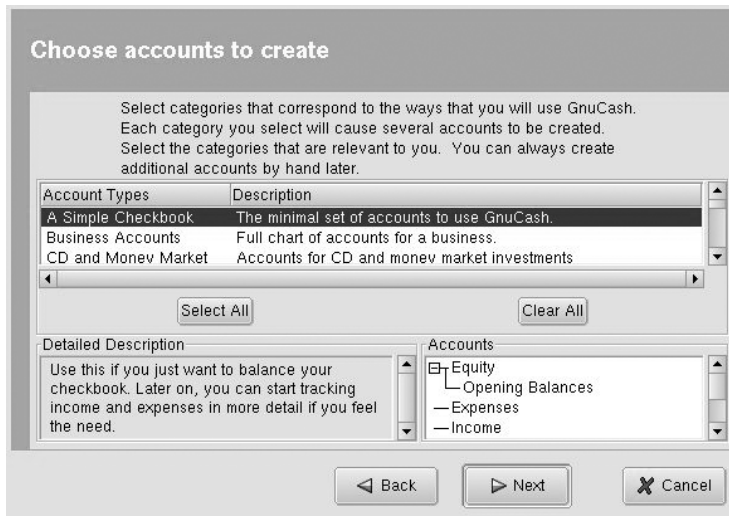 Choose accounts to create
Select categories that correspond to the ways that you will use GnuCash.
Each category you select will cause several accounts to be created.
Select the categories that are relevant to you. You can always create
additional accounts by hand later.
Account Types Description
A Simple Checkbook The minimal set of accounts to use GnuCash.
Business Accounts Full chart of accounts for a business.
CD and Money Market Accounts for CD and money market investments
Select All Clear All
Detailed Description
Use this if you just want to balance your
checkbook. Later on, you can start tracking
income and expenses in more detail if you feel
the need.
Accounts
Equity
Opening Balances
Expenses
Income
Back Next Cancel